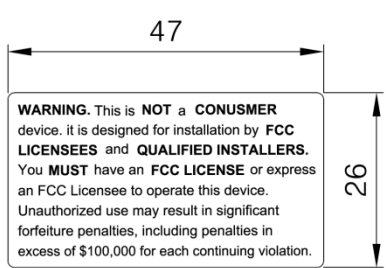 47
WARNING. This is NOT a CONUSMER
device. it is designed for installation by FCC
LICENSEES and QUALIFIED INSTALLERS.
You MUST have an FCC LICENSE or express
an FCC Licensee to operate this device.
Unauthorized use may result in significant
forfeiture penalties, including penalties in
excess of $100,000 for each continuing violation.
26